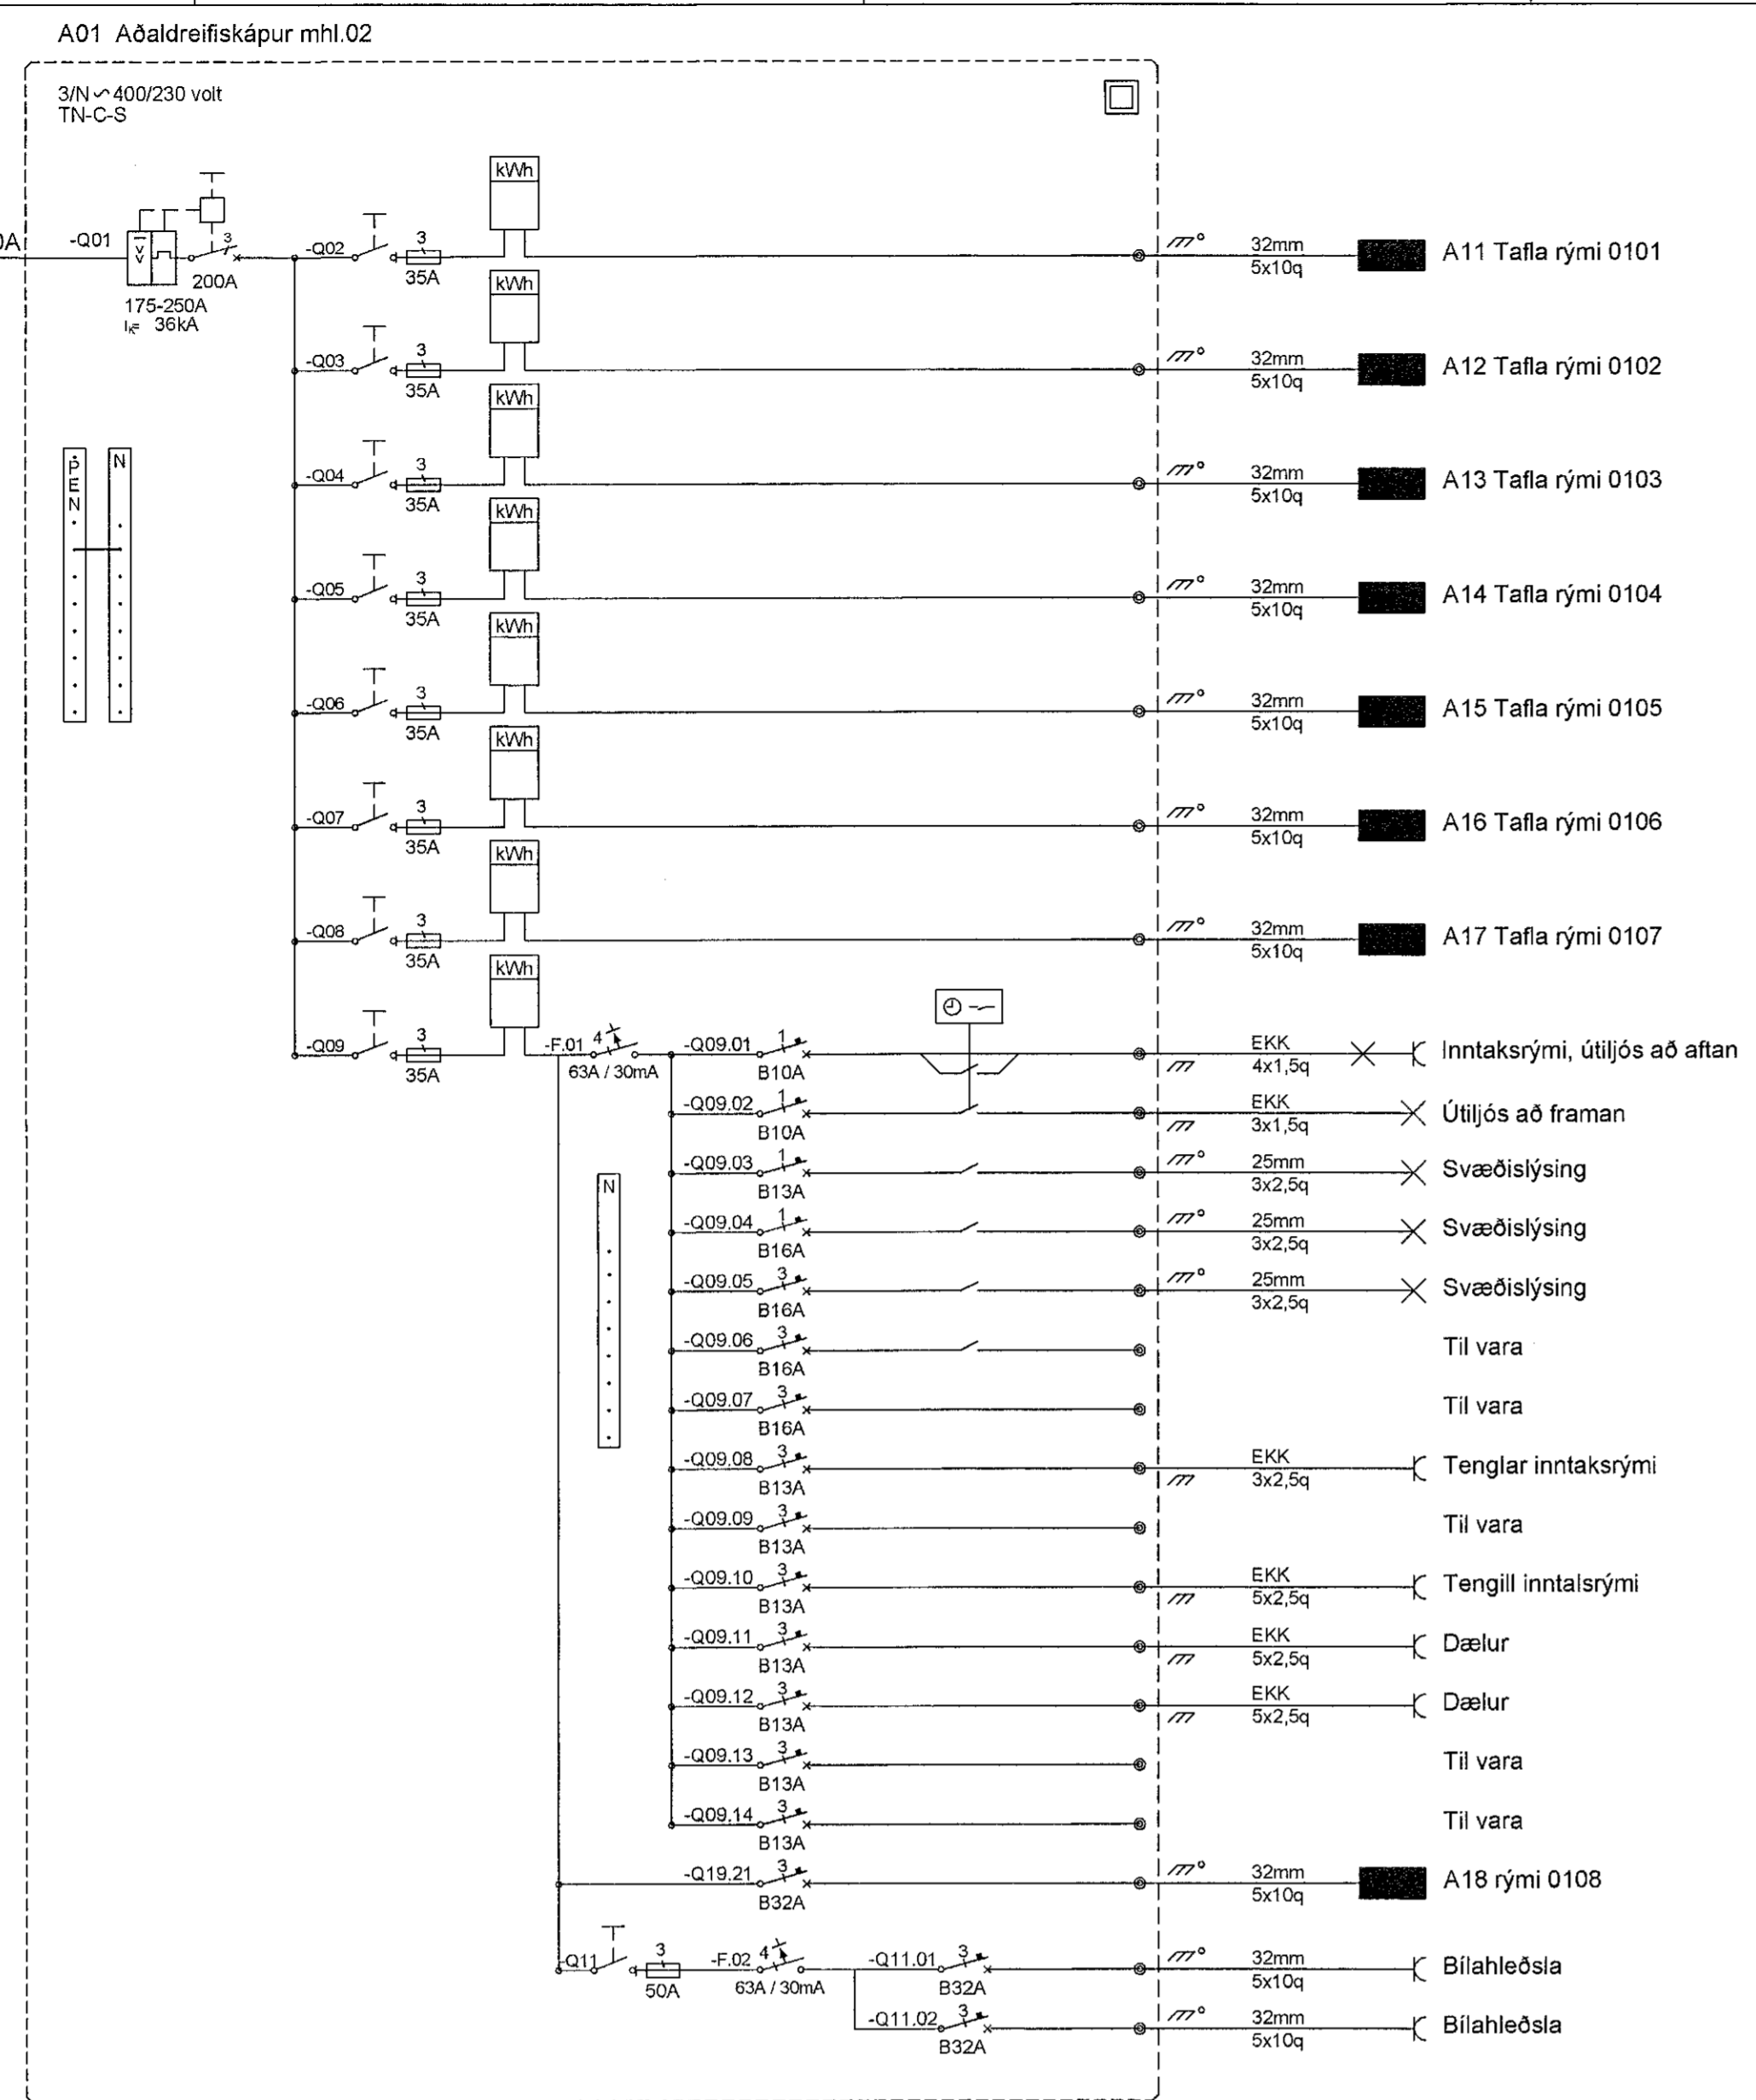 A01 Aðaldreifiskápur mhl.02
3/N ~ 400/230 volt
TN-C-S
0A
-Q01
3
200A
175-250A
Ik= 36kA
PEN
N
kWh
-Q02
3
35A
32mm
5x10q
A11 Tafla rými 0101
kWh
-Q03
3
35A
32mm
5x10q
A12 Tafla rými 0102
kWh
-Q04
3
35A
32mm
5x10q
A13 Tafla rými 0103
kWh
-Q05
3
35A
32mm
5x10q
A14 Tafla rými 0104
kWh
-Q06
3
35A
32mm
5x10q
A15 Tafla rými 0105
kWh
-Q07
3
35A
32mm
5x10q
A16 Tafla rými 0106
kWh
-Q08
3
35A
32mm
5x10q
A17 Tafla rými 0107
kWh
-Q09
3
35A
-F.01
4
63A / 30mA
N
-Q09.01
1
B10A
EKK
4x1,5q
Inntaksrými, útiljós að aftan
-Q09.02
1
B10A
EKK
3x1,5q
Útiljós að framan
-Q09.03
1
B13A
25mm
3x2,5q
Svæðislýsing
-Q09.04
1
B16A
25mm
3x2,5q
Svæðislýsing
-Q09.05
3
B16A
25mm
3x2,5q
Svæðislýsing
-Q09.06
3
B16A
Til vara
-Q09.07
3
B16A
Til vara
-Q09.08
3
B13A
EKK
3x2,5q
Tenglar inntaksrými
-Q09.09
3
B13A
Til vara
-Q09.10
3
B13A
EKK
5x2,5q
Tengill inntalsrými
-Q09.11
3
B13A
EKK
5x2,5q
Dælur
-Q09.12
3
B13A
EKK
5x2,5q
Dælur
-Q09.13
3
B13A
Til vara
-Q09.14
3
B13A
Til vara
-Q19.21
3
B32A
32mm
5x10q
A18 rými 0108
-Q11
3
50A
-F.02
4
63A / 30mA
-Q11.01
3
B32A
32mm
5x10q
Bílahleðsla
-Q11.02
3
B32A
32mm
5x10q
Bílahleðsla